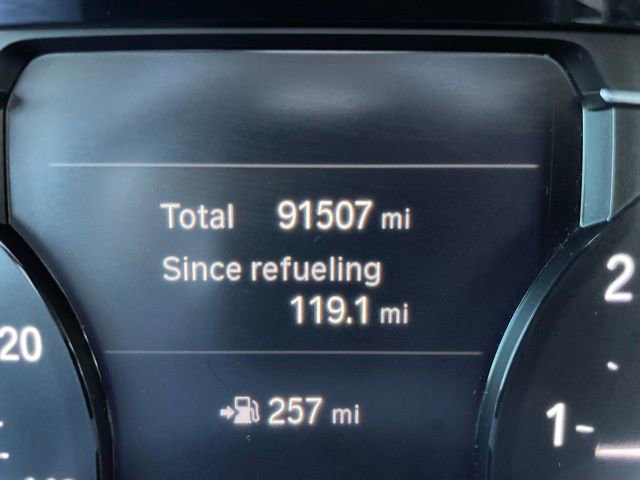 Total 91507 mi
Since refueling
119.1 mi
257 mi
20
2
1